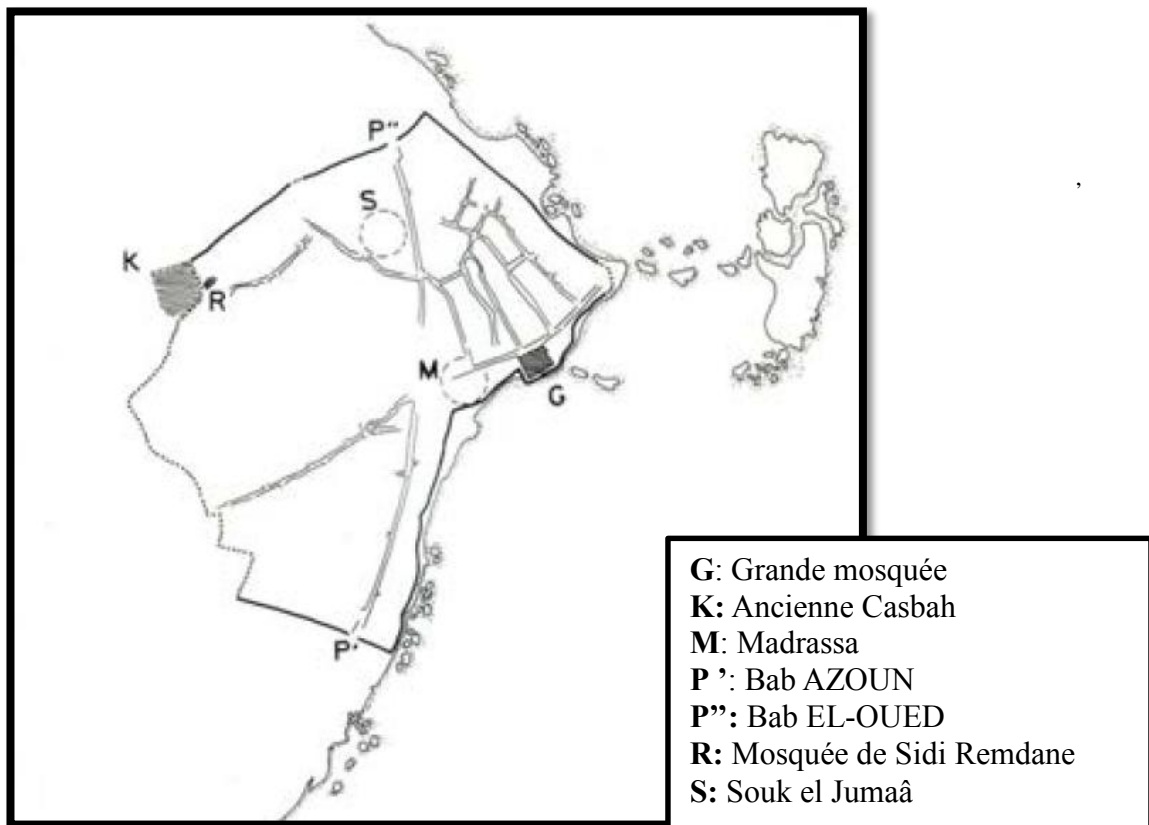 P''
S
K
R
M
G
P'
,
G: Grande mosquée
K: Ancienne Casbah
M: Madrassa
P ’: Bab AZOUN
P”: Bab EL-OUED
R: Mosquée de Sidi Remdane
S: Souk el Jumaâ